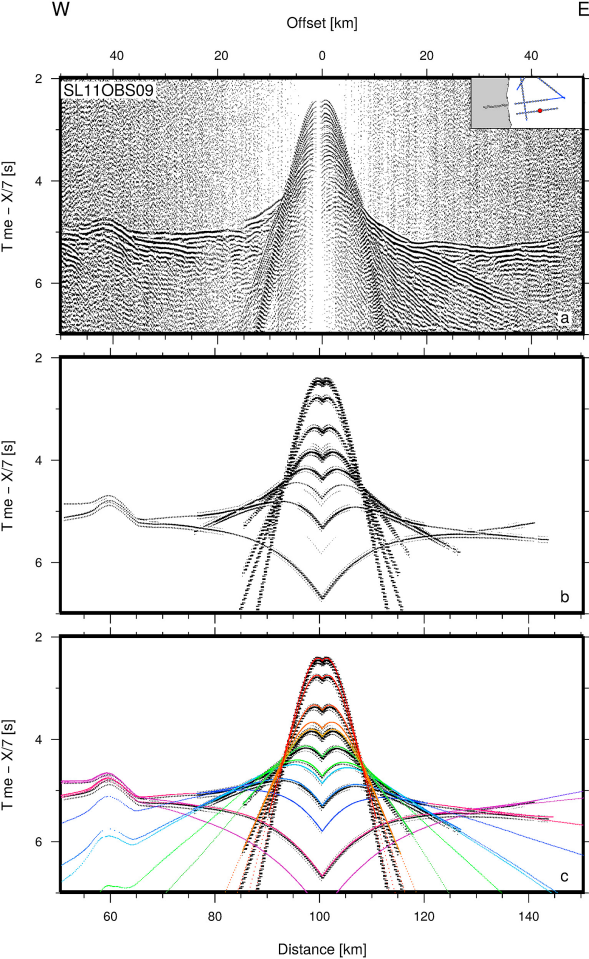 W E
Offset [km]
40 20 0 20 40
SL11OBS09
2
4
6
T me – X/7 [s]
a
2
4
6
T me – X/7 [s]
b
2
4
6
T me – X/7 [s]
c
60 80 100 120 140
Distance [km]